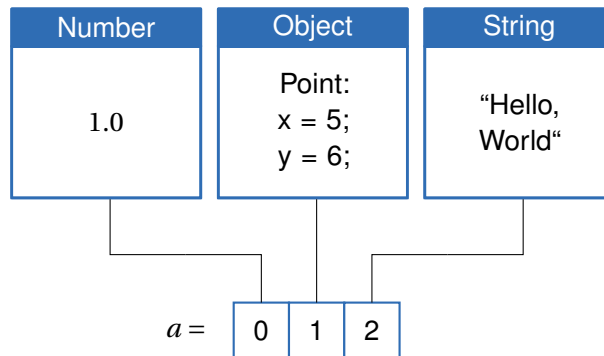 Number
1.0
Object
Point:
x = 5;
y = 6;
String
“Hello,
World“
a = 0 1 2